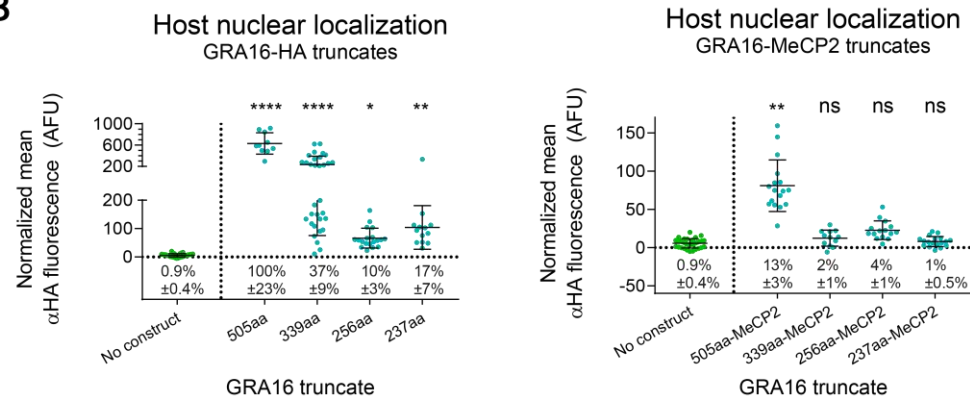 B
Host nuclear localization
GRA16-HA truncates
Normalized mean
αHA fluorescence (AFU)
**** **** * **
1000
600
200
200
100
0
0.9% 100% 37% 10% 17%
±0.4% ±23% ±9% ±3% ±7%
No construct 505aa 339aa 256aa 237aa
GRA16 truncate
Host nuclear localization
GRA16-MeCP2 truncates
Normalized mean
αHA fluorescence (AFU)
** ns ns ns
150
100
50
0
-50
0.9% 13% 2% 4% 1%
±0.4% ±3% ±1% ±1% ±0.5%
No construct 505aa-MeCP2 339aa-MeCP2 256aa-MeCP2 237aa-MeCP2
GRA16 truncate